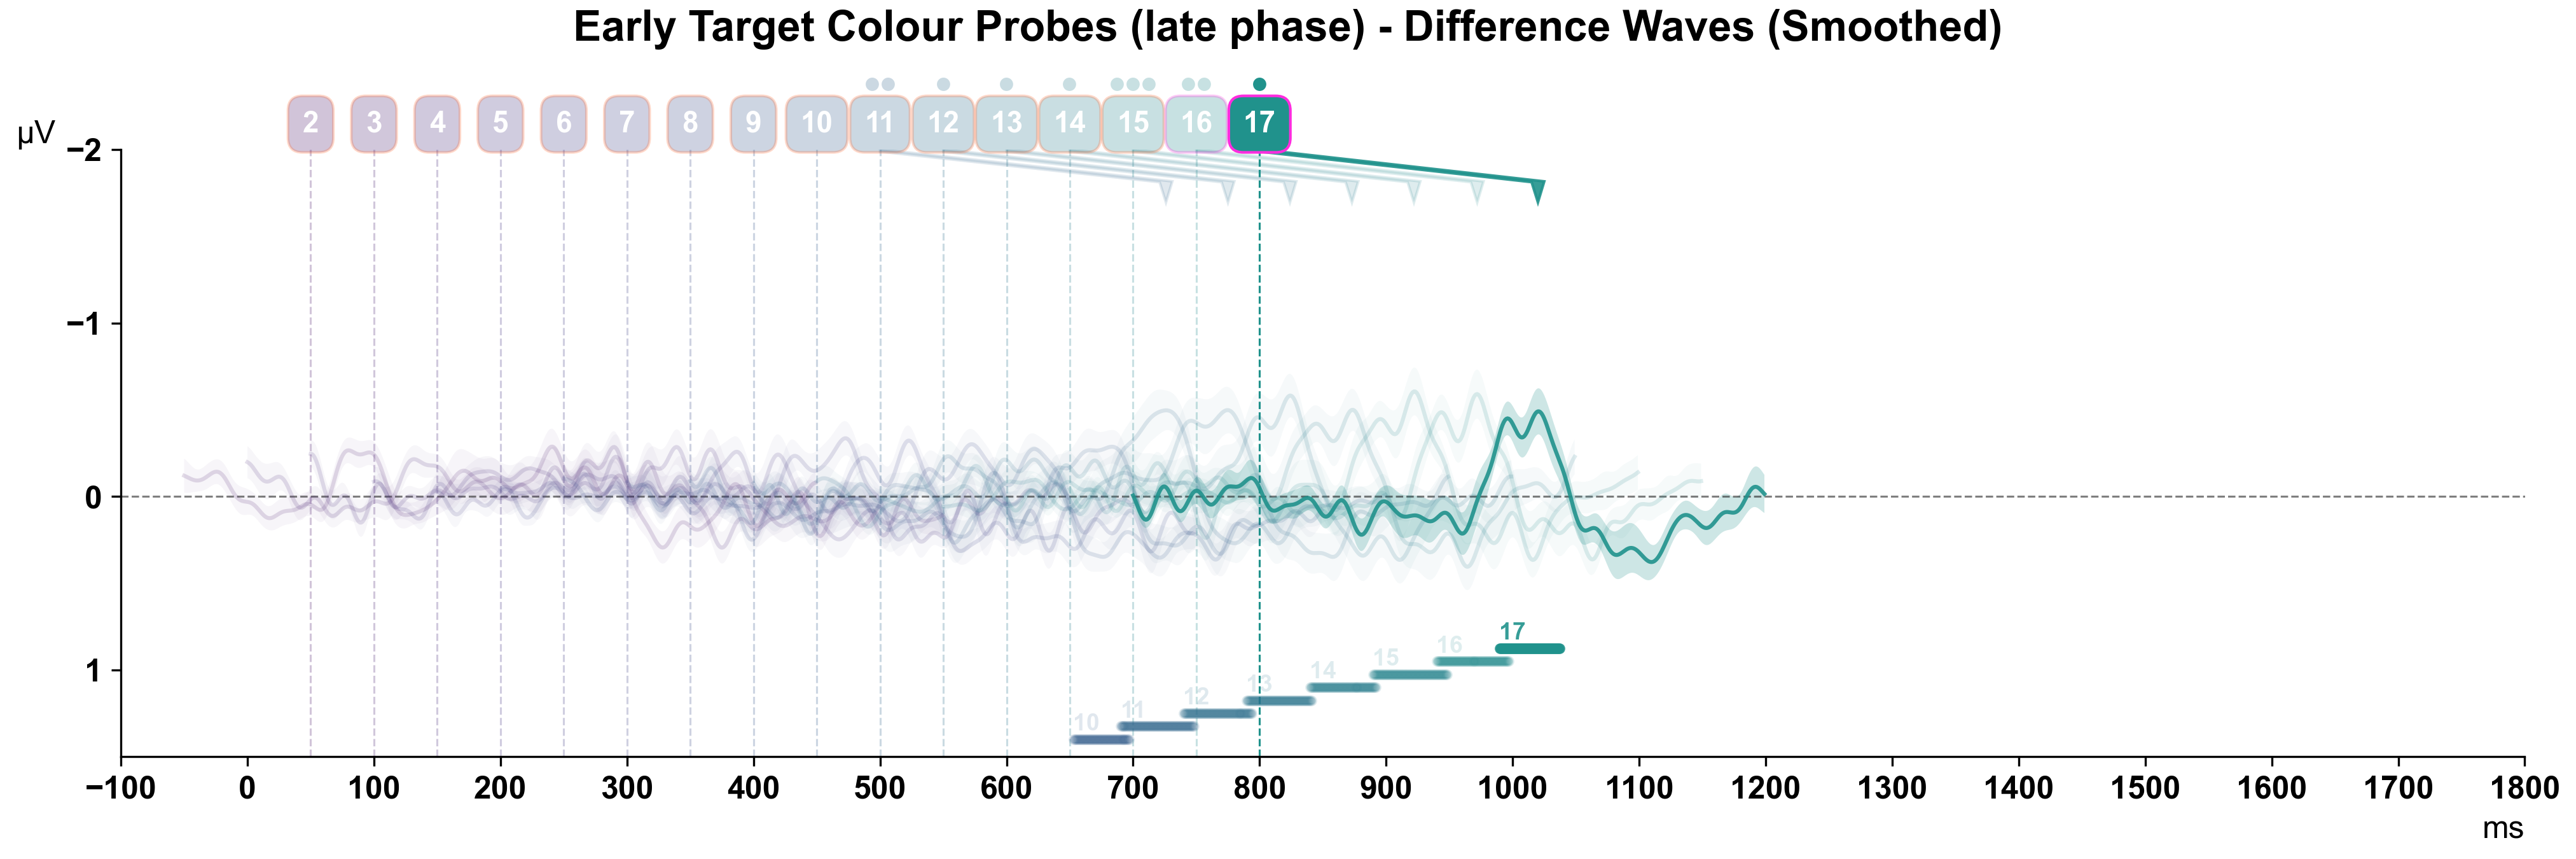 Early Target Colour Probes (late phase) - Difference Waves (Smoothed)
2 3 4 5 6 7 8 9 10 11 12 13 14 15 16 17
µV
−2
−1
0
1
17
16
15
14
13
12
11
10
−100 0 100 200 300 400 500 600 700 800 900 1000 1100 1200 1300 1400 1500 1600 1700 1800
ms